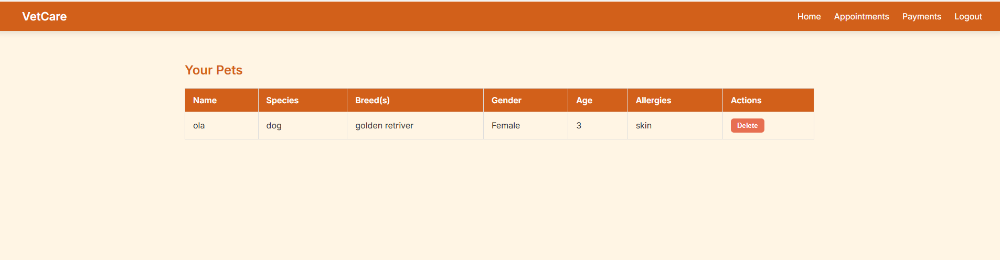 VetCare Home Appointments Payments Logout
Your Pets
Name Species Breed(s) Gender Age Allergies Actions
ola dog golden retriver Female 3 skin Delete